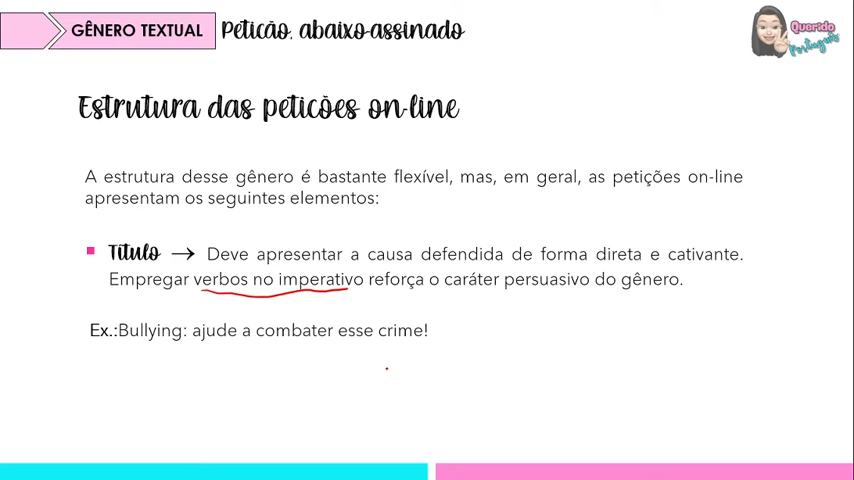 GÊNERO TEXTUAL Petição, abaixo-assinado
Querido
Português
Estrutura das petições on-line
A estrutura desse gênero é bastante flexível, mas, em geral, as petições on-line
apresentam os seguintes elementos:
▪ Título → Deve apresentar a causa defendida de forma direta e cativante.
Empregar verbos no imperativo reforça o caráter persuasivo do gênero.
Ex.:Bullying: ajude a combater esse crime!